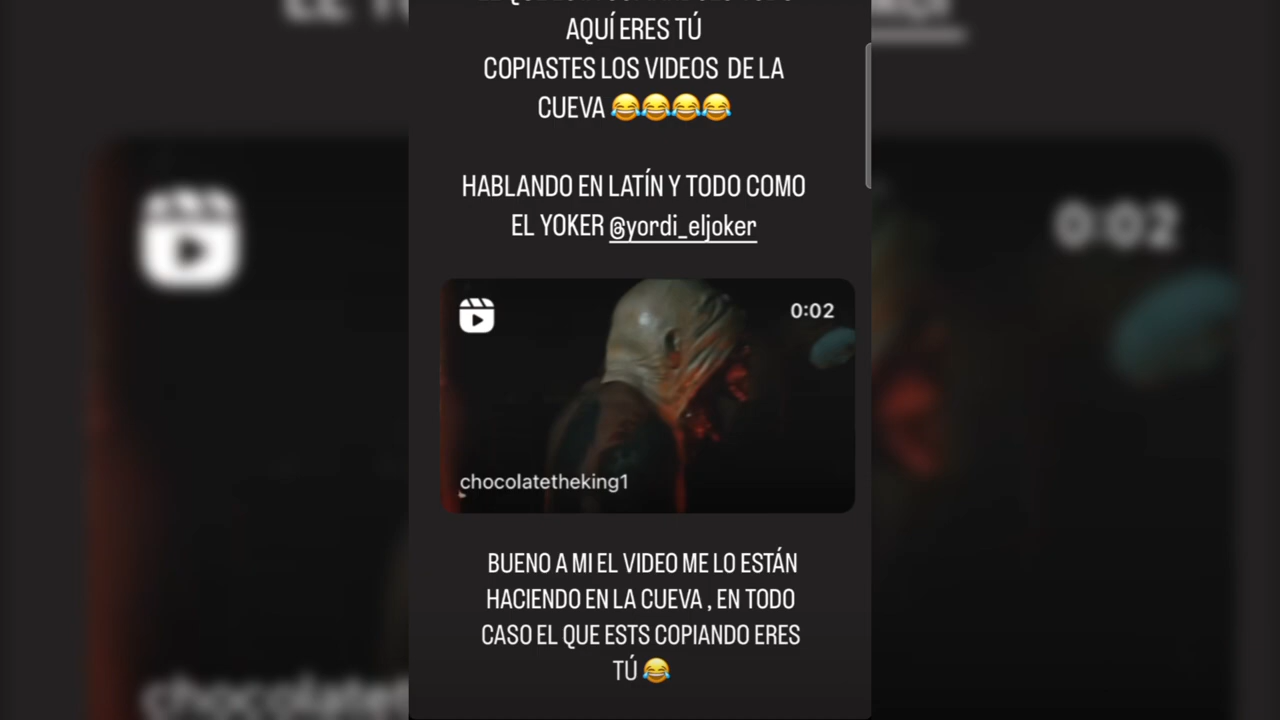 AQUÍ ERES TÚ
COPIASTES LOS VIDEOS DE LA
CUEVA 😂😂😂😂
HABLANDO EN LATÍN Y TODO COMO
EL YOKER @yordi_eljoker
0:02
chocolatetheking1
BUENO A MI EL VIDEO ME LO ESTÁN
HACIENDO EN LA CUEVA , EN TODO
CASO EL QUE ESTS COPIANDO ERES
TÚ 😂